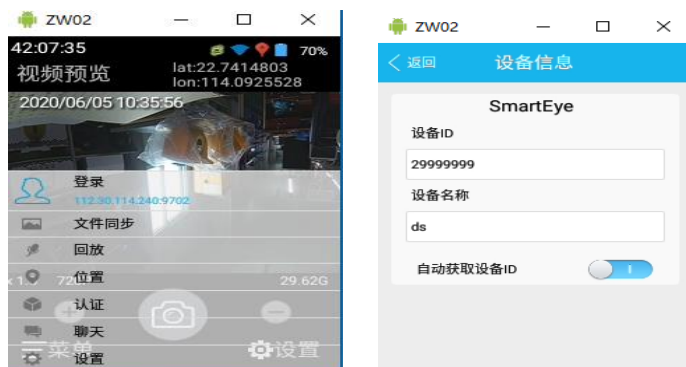 ZW02
42:07:35
70%
视频预览
lat:22.7414803
lon:114.0925528
2020/06/05 10:35:56
登录
112.30.114.240:9702
文件同步
回放
位置
72
29.62G
认证
聊天
菜单
设置
设置
ZW02
返回
设备信息
SmartEye
设备ID
29999999
设备名称
ds
自动获取设备ID